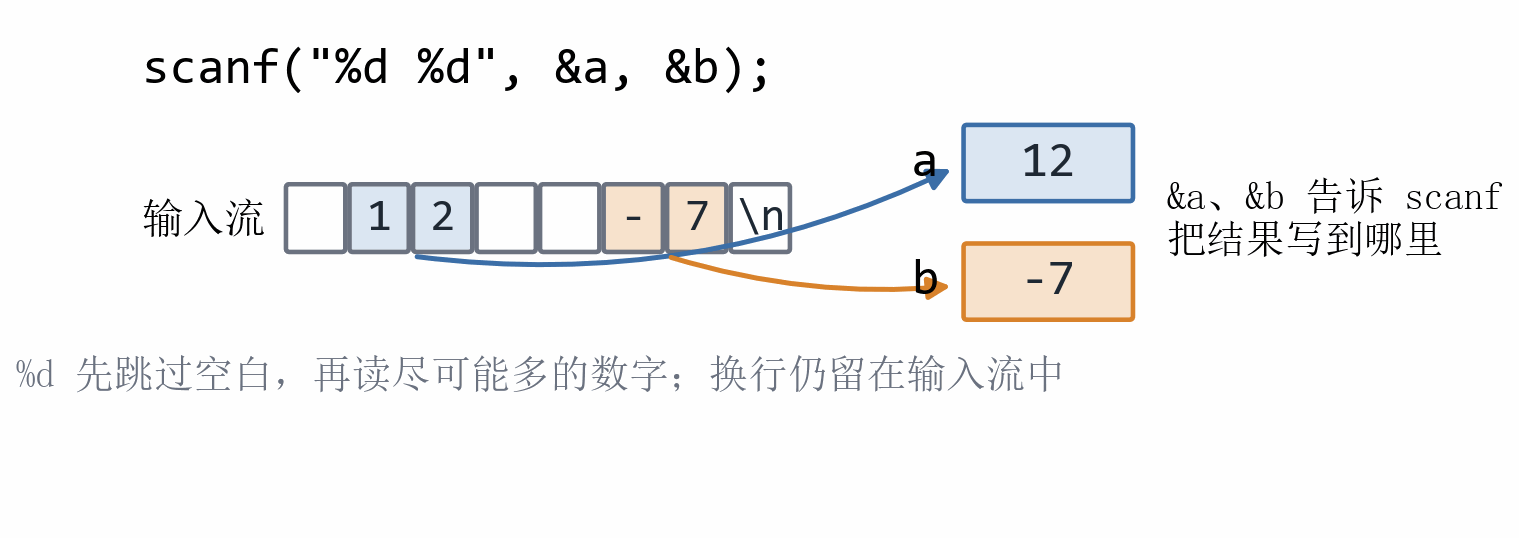 scanf("%d %d", &a, &b);
输入流 1 2 - 7 \n
a 12
b -7
&a、&b 告诉 scanf
把结果写到哪里
%d 先跳过空白，再读尽可能多的数字；换行仍留在输入流中